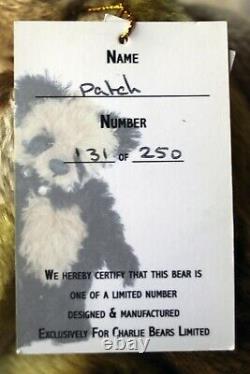 NAME
Patch
NUMBER
131 OF 250
WE HEREBY CERTIFY THAT THIS BEAR IS
ONE OF A LIMITED NUMBER
DESIGNED & MANUFACTURED
EXCLUSIVELY FOR CHARLIE BEARS LIMITED
ebay